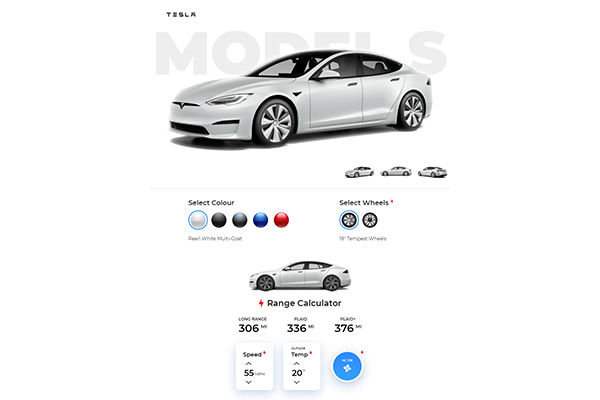 TESLA
MODEL S
Select Colour
Select Wheels
Pearl White Multi-Coat
19" Tempest Wheels
Range Calculator
LONG RANGE PLAID PLAID+
306 MI 336 MI 376 MI
Speed
OUTSIDE
Temp
55 MPH
20°
AC ON